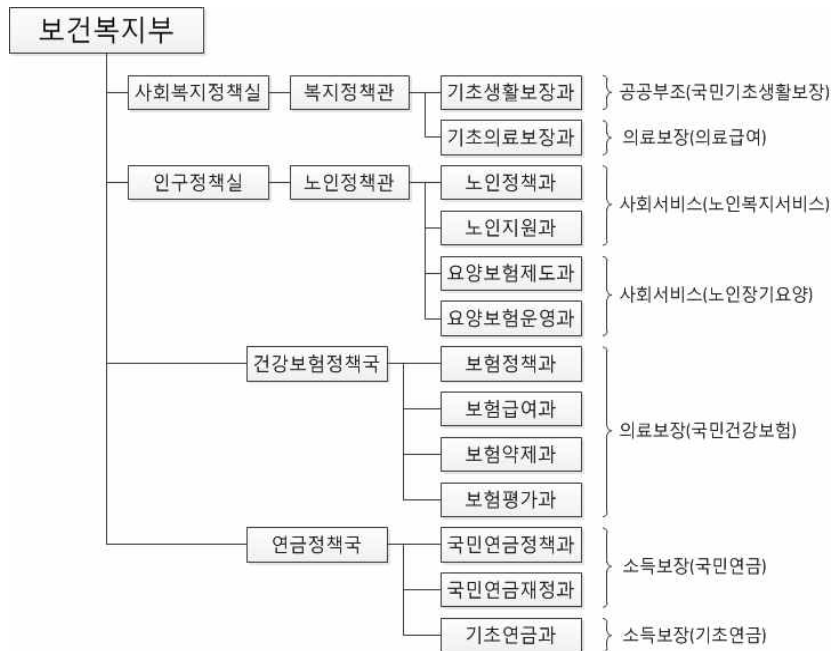 보건복지부
사회복지정책실 복지정책관 기초생활보장과 공공부조(국민기초생활보장)
기초의료보장과 의료보장(의료급여)
인구정책실 노인정책관 노인정책과
사회서비스(노인복지서비스)
노인지원과
요양보험제도과
사회서비스(노인장기요양)
요양보험운영과
건강보험정책국 보험정책과
보험급여과
의료보장(국민건강보험)
보험약제과
보험평가과
연금정책국 국민연금정책과
소득보장(국민연금)
국민연금재정과
기초연금과 소득보장(기초연금)